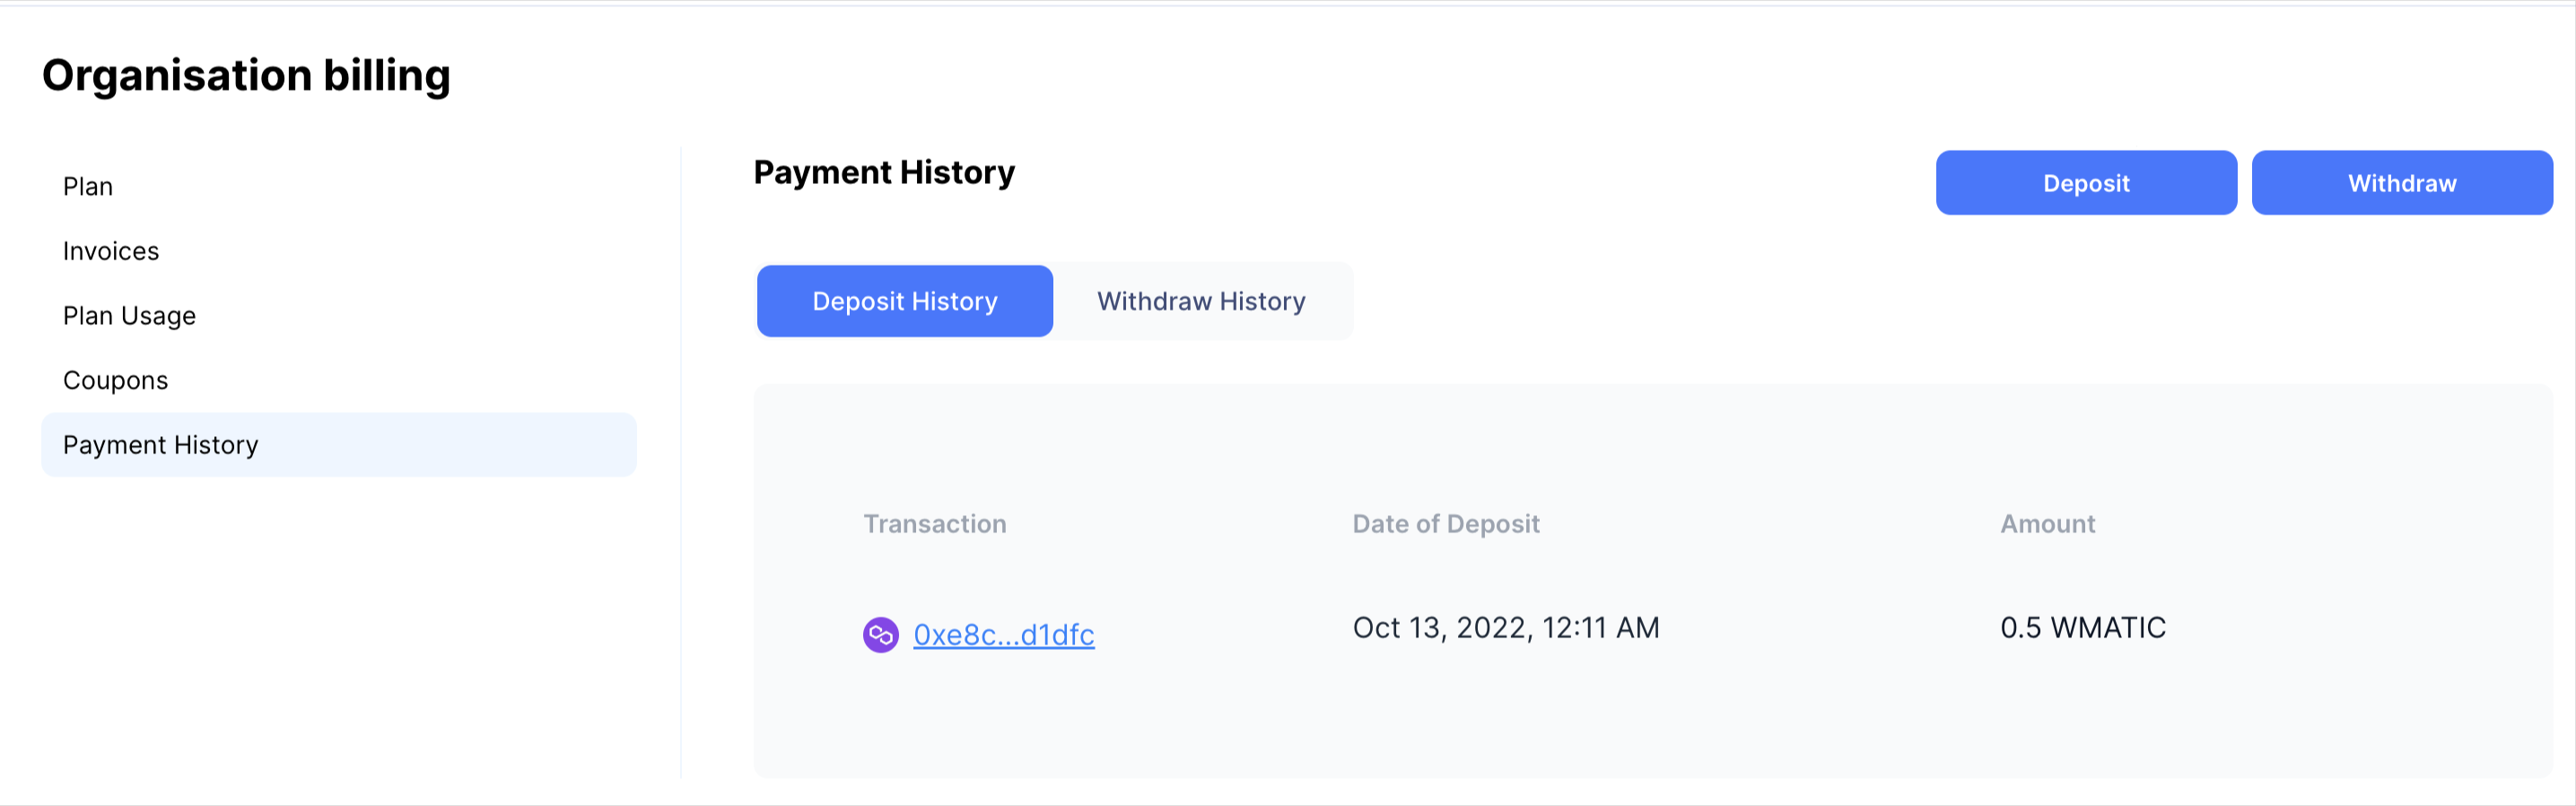 Organisation billing
Plan
Invoices
Plan Usage
Coupons
Payment History
Payment History
Deposit
Withdraw
Deposit History
Withdraw History
Transaction
Date of Deposit
Amount
0xe8c...d1dfc
Oct 13, 2022, 12:11 AM
0.5 WMATIC